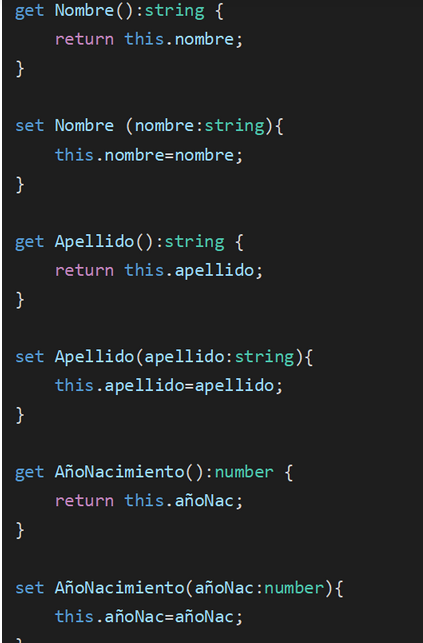 get Nombre():string {
return this.nombre;
}
set Nombre (nombre:string){
this.nombre=nombre;
}
get Apellido():string {
return this.apellido;
}
set Apellido(apellido:string){
this.apellido=apellido;
}
get AñoNacimiento():number {
return this.añoNac;
}
set AñoNacimiento(añoNac:number){
this.añoNac=añoNac;
}